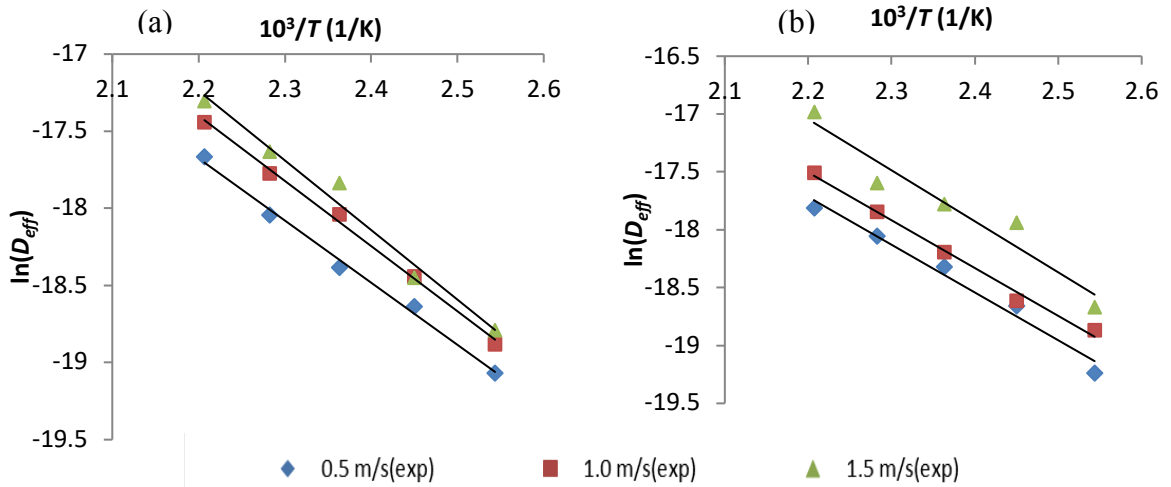 (a)
10³/T (1/K)
-17
2.1 2.2 2.3 2.4 2.5 2.6
-17.5
-18
-18.5
-19
-19.5
ln(D_eff)
(b)
10³/T (1/K)
-16.5
2.1 2.2 2.3 2.4 2.5 2.6
-17
-17.5
-18
-18.5
-19
-19.5
ln(D_eff)
0.5 m/s(exp) 1.0 m/s(exp) 1.5 m/s(exp)